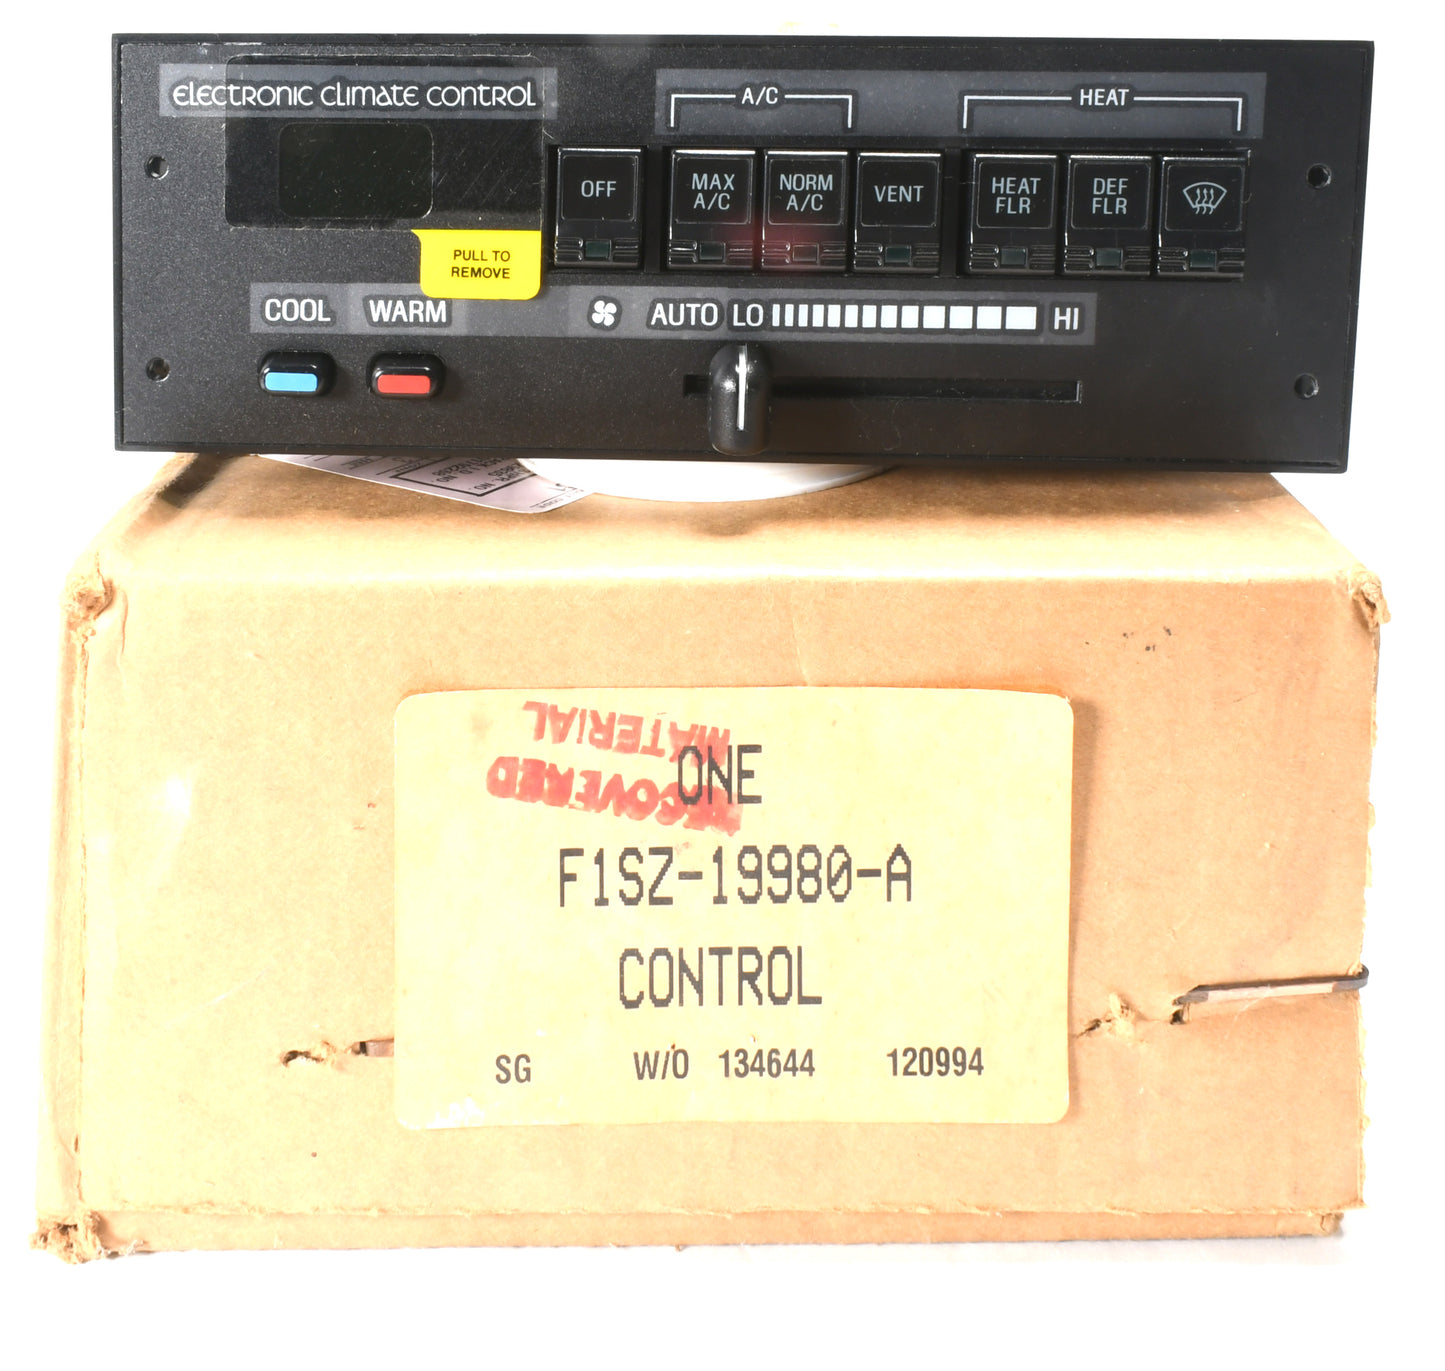 electronic climate control
A/C
HEAT
OFF
MAX
A/C
NORM
A/C
VENT
HEAT
FLR
DEF
FLR
PULL TO
REMOVE
COOL
WARM
AUTO LO HI
MATERIAL
RECOVERED
ONE
F1SZ-19980-A
CONTROL
SG W/O 134644 120994